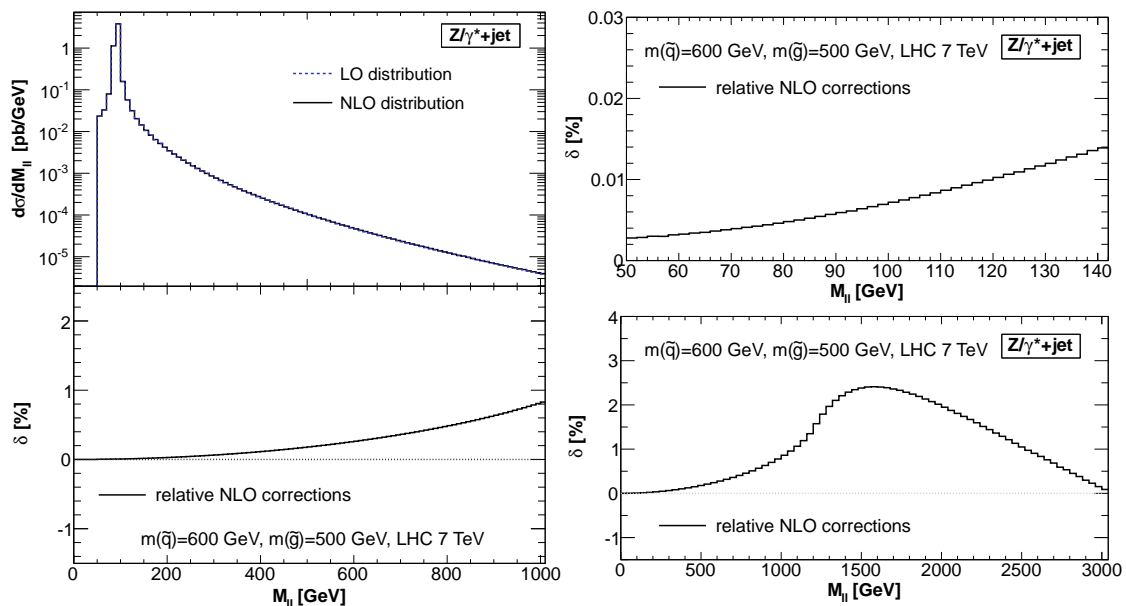 Z/γ*+jet
LO distribution
NLO distribution
dσ/dM_ll [pb/GeV]
1
10⁻¹
10⁻²
10⁻³
10⁻⁴
10⁻⁵
δ [%]
2
1
0
-1
relative NLO corrections
m(q̃)=600 GeV, m(g̃)=500 GeV, LHC 7 TeV
0 200 400 600 800 1000
M_ll [GeV]
0.03
0.02
0.01
0
δ [%]
m(q̃)=600 GeV, m(g̃)=500 GeV, LHC 7 TeV
Z/γ*+jet
relative NLO corrections
50 60 70 80 90 100 110 120 130 140
M_ll [GeV]
4
3
2
1
0
-1
δ [%]
m(q̃)=600 GeV, m(g̃)=500 GeV, LHC 7 TeV
Z/γ*+jet
relative NLO corrections
0 500 1000 1500 2000 2500 3000
M_ll [GeV]